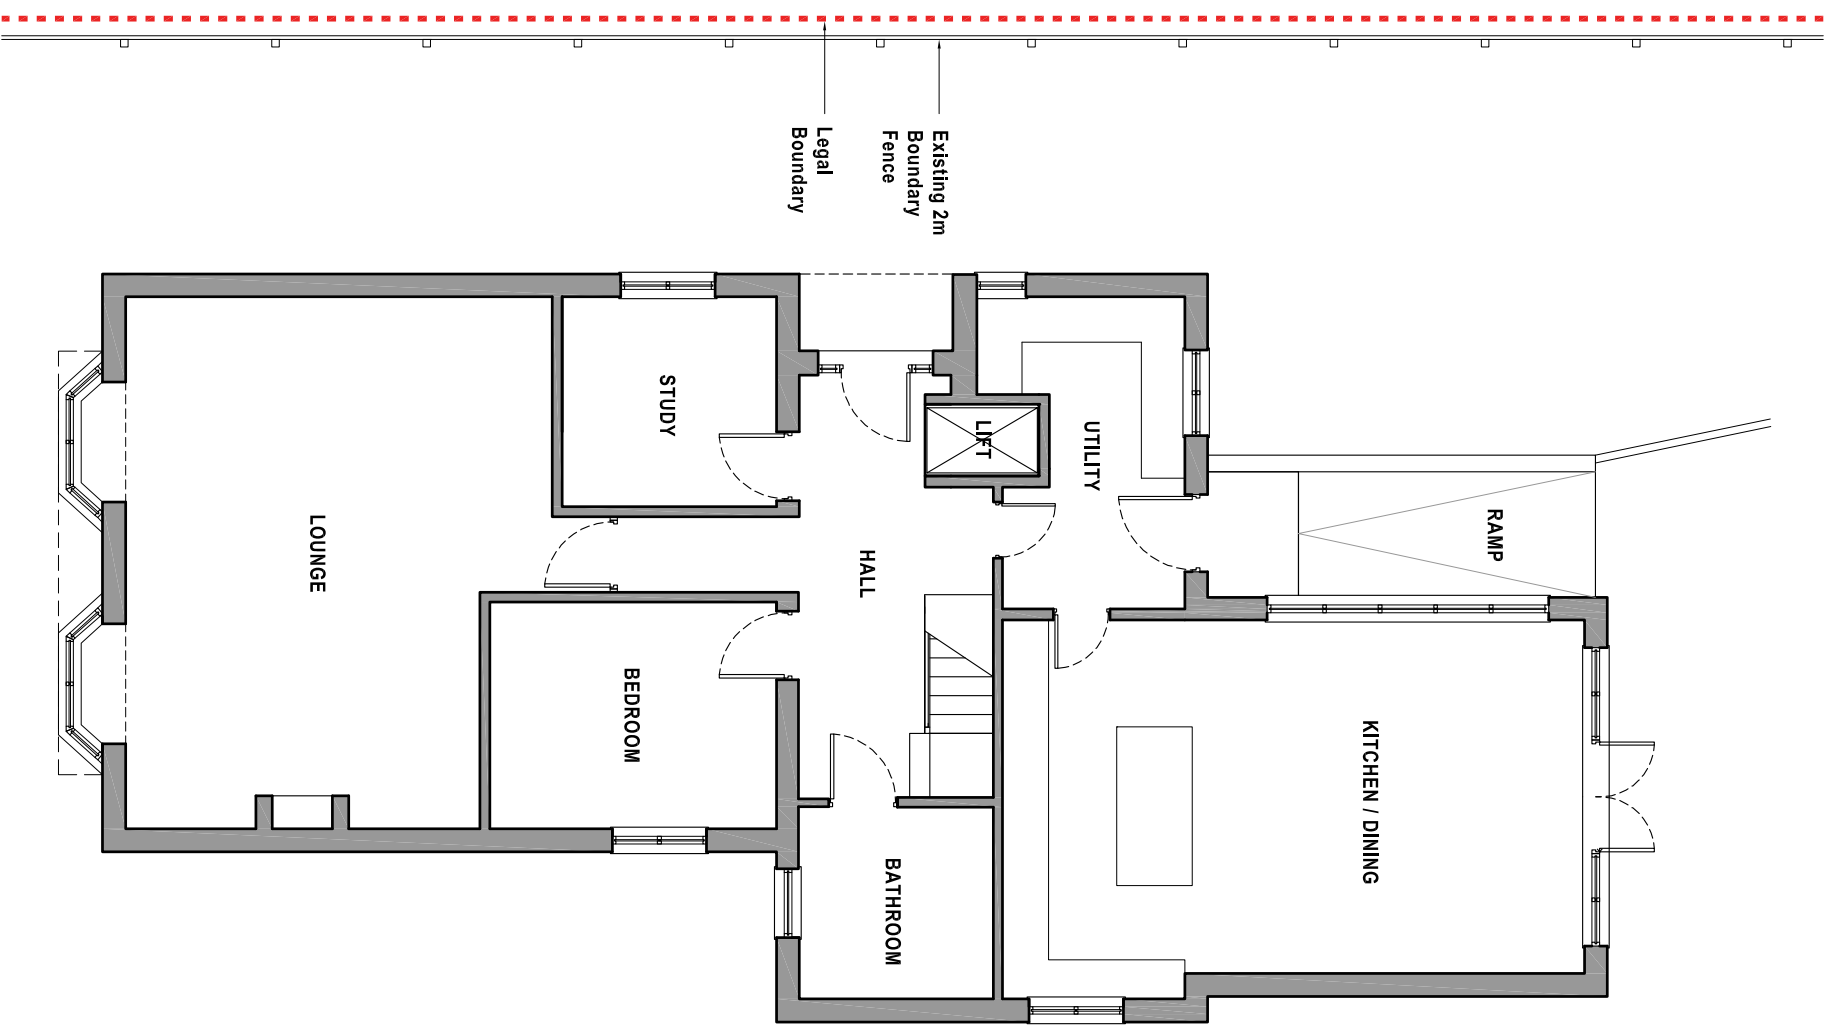 Existing 2m
Boundary
Fence
Legal
Boundary
RAMP
UTILITY
LIFT
STUDY
KITCHEN / DINING
HALL
LOUNGE
BEDROOM
BATHROOM